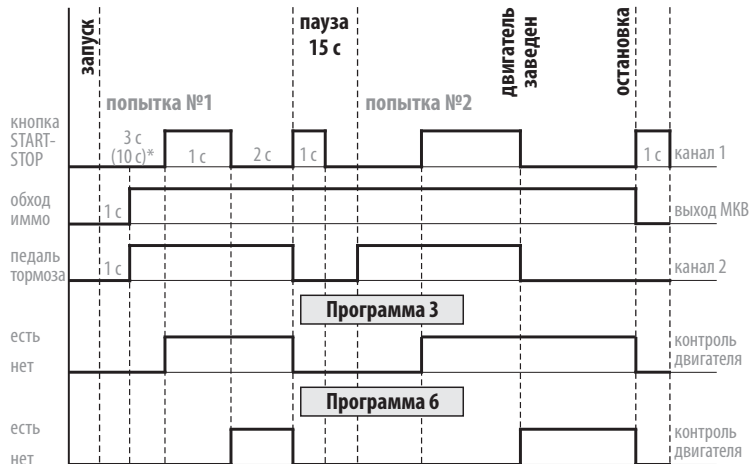 запуск
пауза
15 с
двигатель
заведен
остановка
попытка №1
попытка №2
кнопка
START-
STOP
3 с
(10 с)*
1 с
2 с
1 с
1 с
канал 1
обход
иммо
1 с
выход МКВ
педаль
тормоза
1 с
канал 2
Программа 3
есть
нет
контроль
двигателя
Программа 6
есть
нет
контроль
двигателя